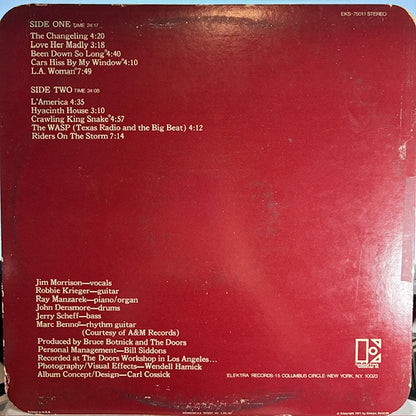 SIDE ONE TIME 24:17
EKS-75011 STEREO
The Changeling 4:20
Love Her Madly 3:18
Been Down So Long*4:40
Cars Hiss By My Window*4:10
L.A. Woman*7:49
SIDE TWO TIME 24:08
L'America 4:35
Hyacinth House 3:10
Crawling King Snake*4:57
The WASP (Texas Radio and the Big Beat) 4:12
Riders On The Storm 7:14
Jim Morrison—vocals
Robbie Krieger—guitar
Ray Manzarek—piano/organ
John Densmore—drums
Jerry Scheff—bass
Marc Benno*—rhythm guitar
(Courtesy of A&M Records)
Produced by Bruce Botnick and The Doors
Personal Management—Bill Siddons
Recorded at The Doors Workshop in Los Angeles...
Photography/Visual Effects—Wendell Hamick
Album Concept/Design—Carl Cossick
elektra
ELEKTRA RECORDS·15 COLUMBUS CIRCLE·NEW YORK, N.Y. 10023